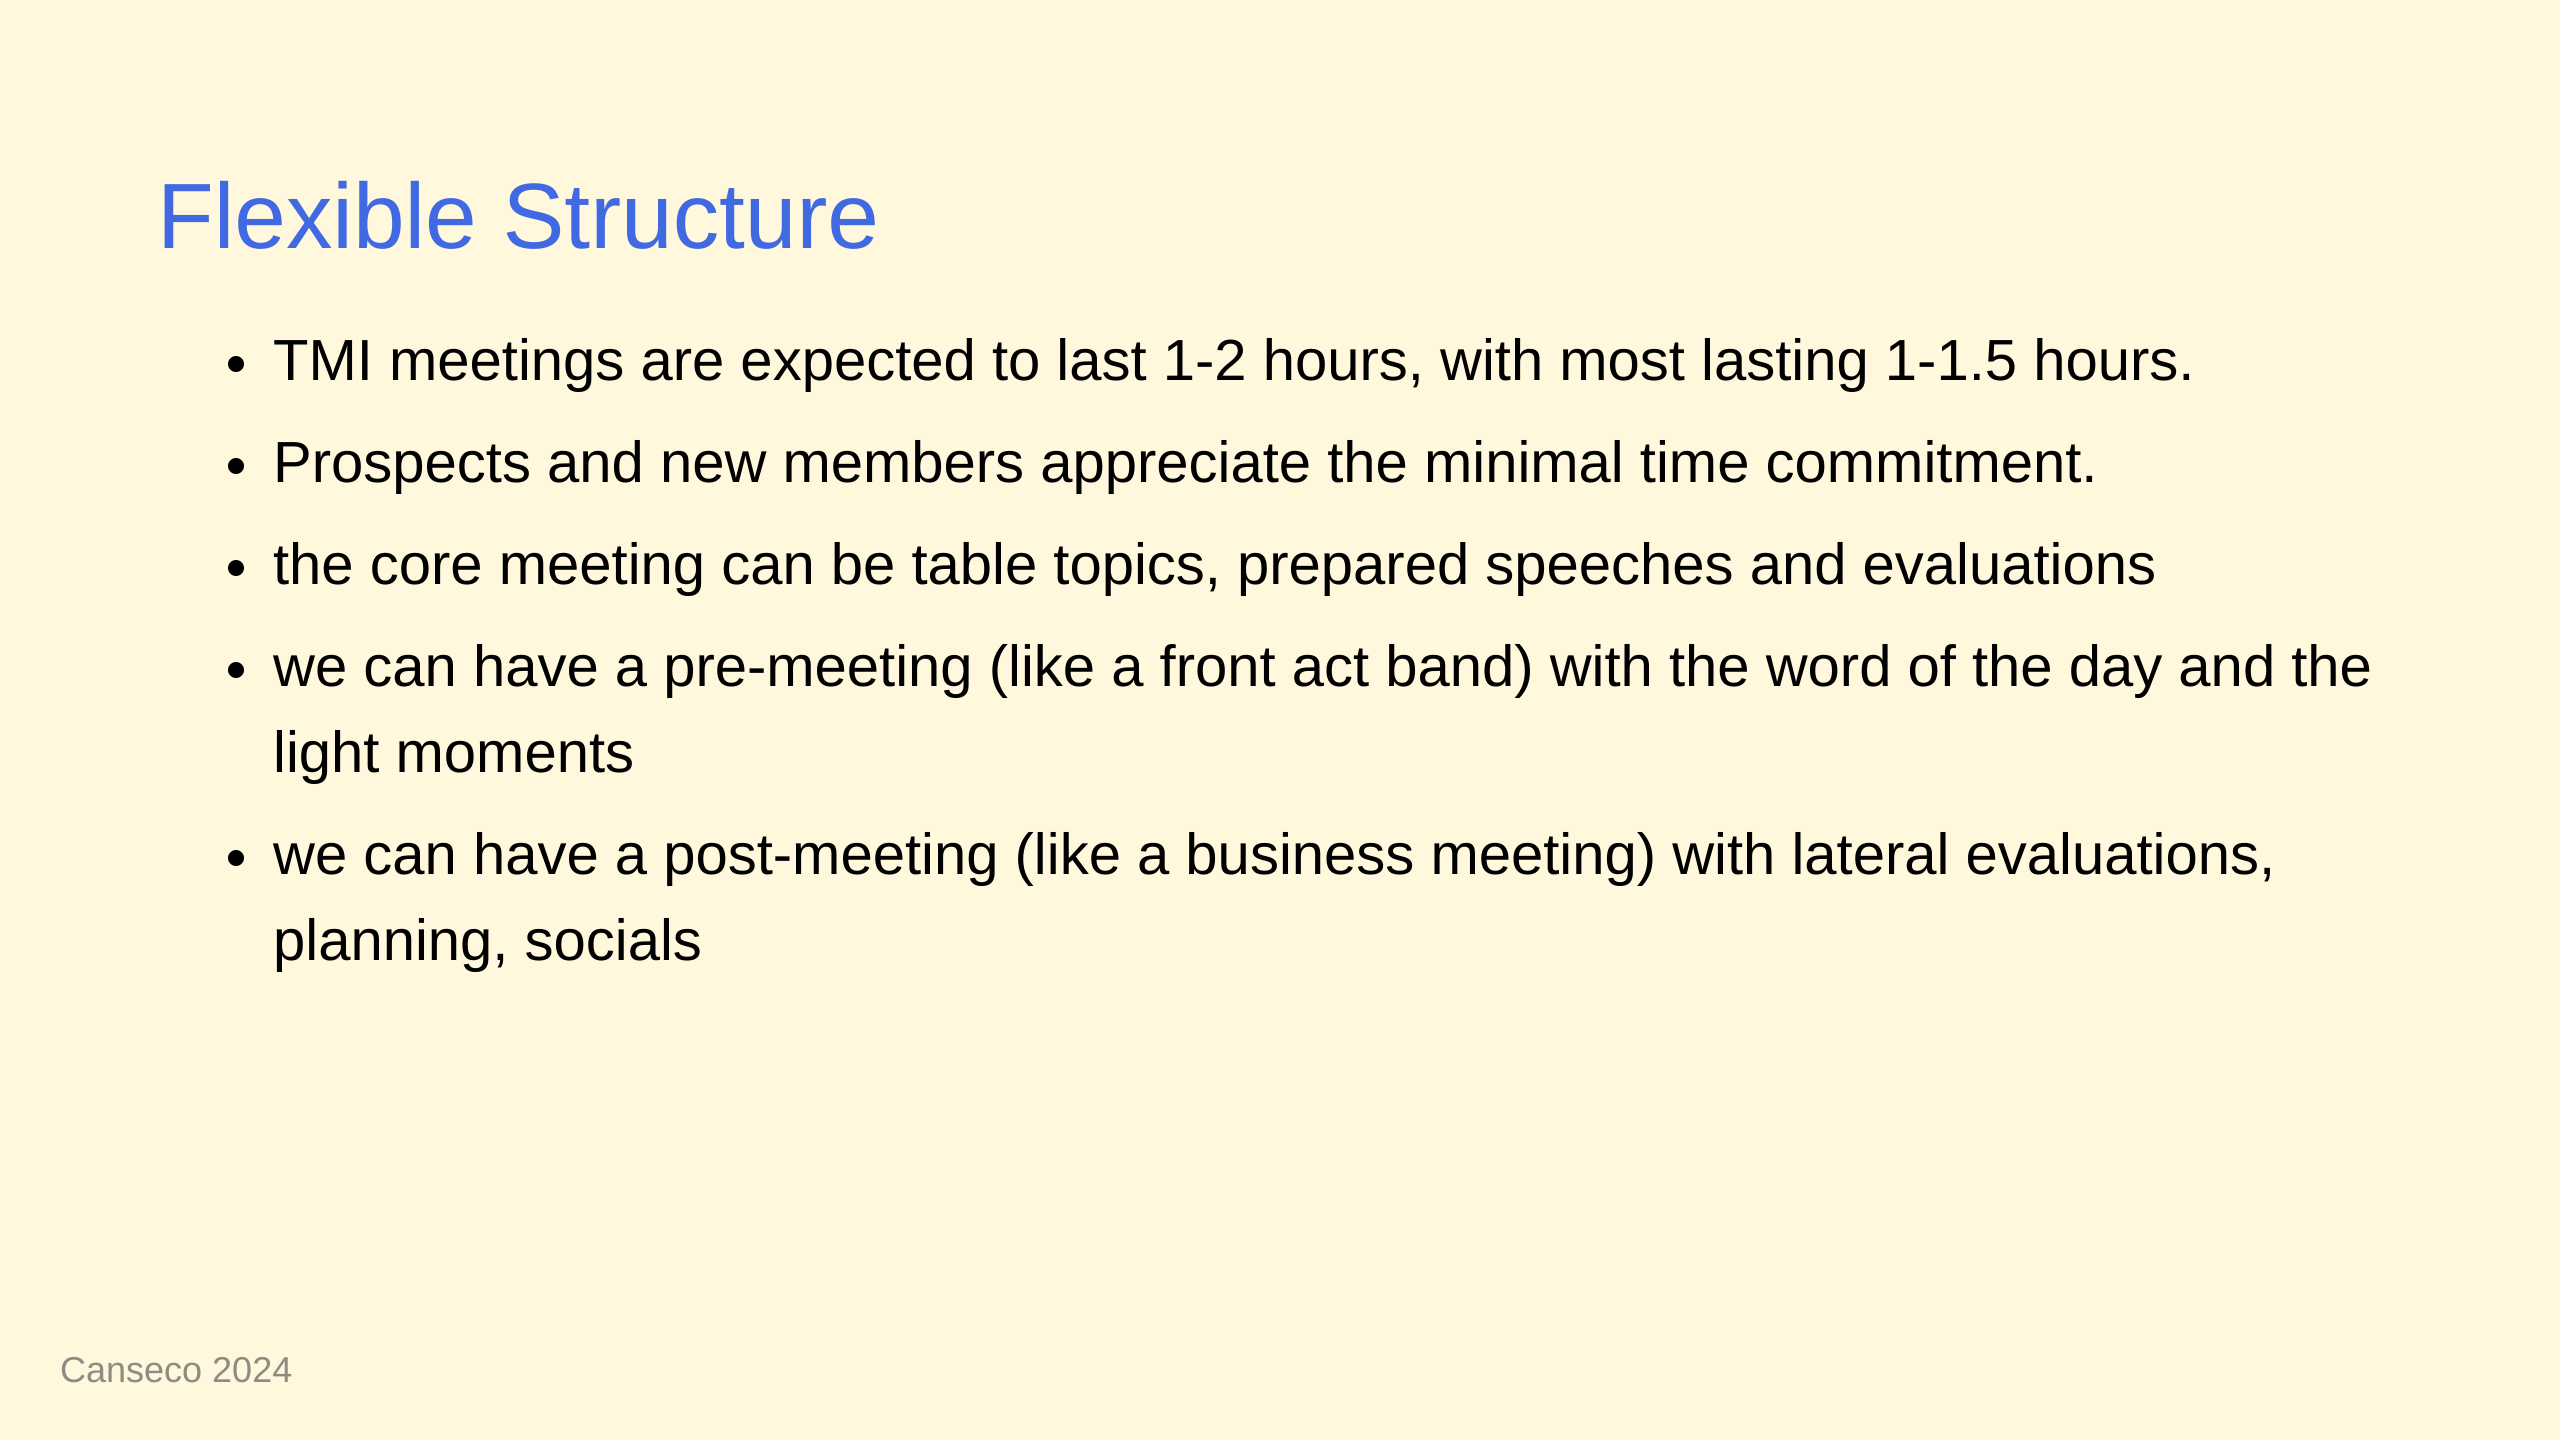 Flexible Structure
• TMI meetings are expected to last 1-2 hours, with most lasting 1-1.5 hours.
• Prospects and new members appreciate the minimal time commitment.
• the core meeting can be table topics, prepared speeches and evaluations
• we can have a pre-meeting (like a front act band) with the word of the day and the
light moments
• we can have a post-meeting (like a business meeting) with lateral evaluations,
planning, socials
Canseco 2024